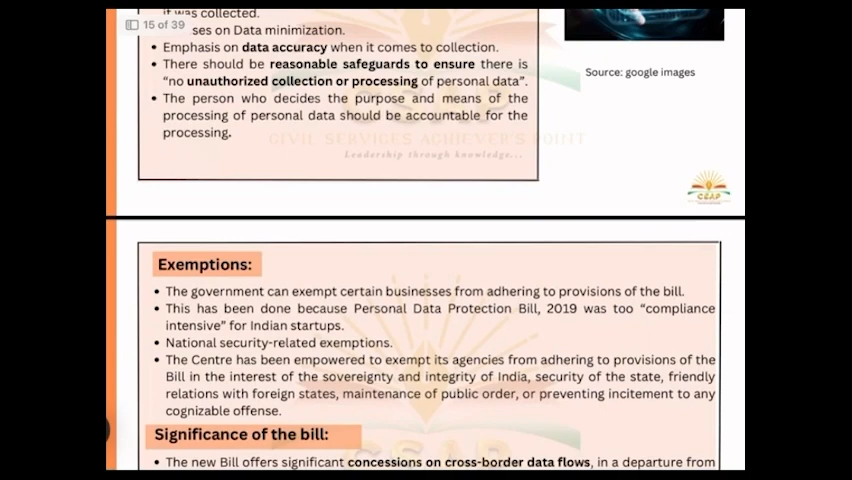 it was collected.
15 of 39
ses on Data minimization.
• Emphasis on data accuracy when it comes to collection.
• There should be reasonable safeguards to ensure there is
“no unauthorized collection or processing of personal data”.
• The person who decides the purpose and means of the
processing of personal data should be accountable for the
processing.
Source: google images
CSAP
CIVIL SERVICES ACHIEVER'S POINT
Leadership through knowledge...
CSAP
Exemptions:
• The government can exempt certain businesses from adhering to provisions of the bill.
• This has been done because Personal Data Protection Bill, 2019 was too “compliance
intensive” for Indian startups.
• National security-related exemptions.
• The Centre has been empowered to exempt its agencies from adhering to provisions of the
Bill in the interest of the sovereignty and integrity of India, security of the state, friendly
relations with foreign states, maintenance of public order, or preventing incitement to any
cognizable offense.
Significance of the bill:
• The new Bill offers significant concessions on cross-border data flows, in a departure from
CSAP